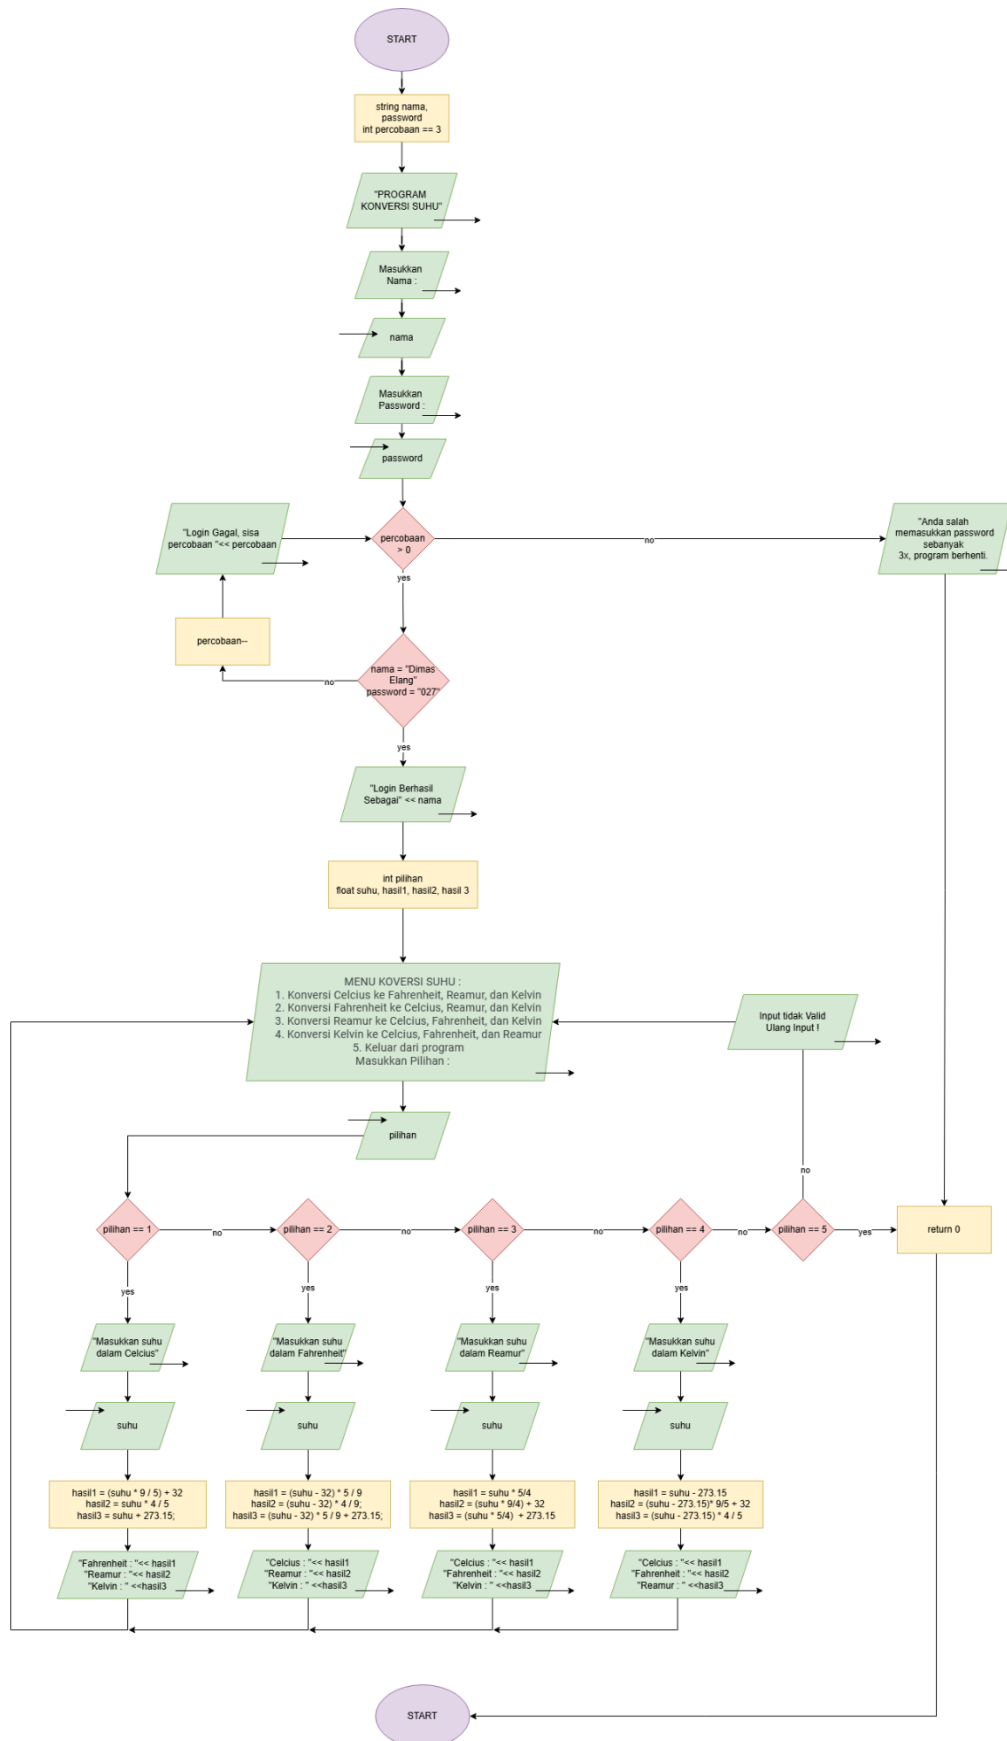 START
string nama,
password
int percobaan == 3
"PROGRAM
KONVERSI SUHU"
Masukkan
Nama :
nama
Masukkan
Password :
password
"Login Gagal, sisa
percobaan "<< percobaan
percobaan
> 0
no
"Anda salah
memasukkan password
sebanyak
3x, program berhenti.
yes
percobaan--
nama = "Dimas
Elang"
password = "027"
no
yes
"Login Berhasil
Sebagai" << nama
int pilihan
float suhu, hasil1, hasil2, hasil 3
MENU KOVERSI SUHU :
1. Konversi Celcius ke Fahrenheit, Reamur, dan Kelvin
2. Konversi Fahrenheit ke Celcius, Reamur, dan Kelvin
3. Konversi Reamur ke Celcius, Fahrenheit, dan Kelvin
4. Konversi Kelvin ke Celcius, Fahrenheit, dan Reamur
5. Keluar dari program
Masukkan Pilihan :
Input tidak Valid
Ulang Input !
pilihan
no
pilihan == 1
no
pilihan == 2
no
pilihan == 3
no
pilihan == 4
no
pilihan == 5
yes
return 0
yes
yes
yes
yes
"Masukkan suhu
dalam Celcius"
"Masukkan suhu
dalam Fahrenheit"
"Masukkan suhu
dalam Reamur"
"Masukkan suhu
dalam Kelvin"
suhu
suhu
suhu
suhu
hasil1 = (suhu * 9 / 5) + 32
hasil2 = suhu * 4 / 5
hasil3 = suhu + 273.15;
hasil1 = (suhu - 32) * 5 / 9
hasil2 = (suhu - 32) * 4 / 9;
hasil3 = (suhu - 32) * 5 / 9 + 273.15;
hasil1 = suhu * 5/4
hasil2 = (suhu * 9/4) + 32
hasil3 = (suhu * 5/4)  + 273.15
hasil1 = suhu - 273.15
hasil2 = (suhu - 273.15)* 9/5 + 32
hasil3 = (suhu - 273.15) * 4 / 5
"Fahrenheit : "<< hasil1
"Reamur : "<< hasil2
"Kelvin : " <<hasil3
"Celcius : "<< hasil1
"Reamur : "<< hasil2
"Kelvin : " <<hasil3
"Celcius : "<< hasil1
"Fahrenheit : "<< hasil2
"Kelvin : " <<hasil3
"Celcius : "<< hasil1
"Fahrenheit : "<< hasil2
"Reamur : " <<hasil3
START